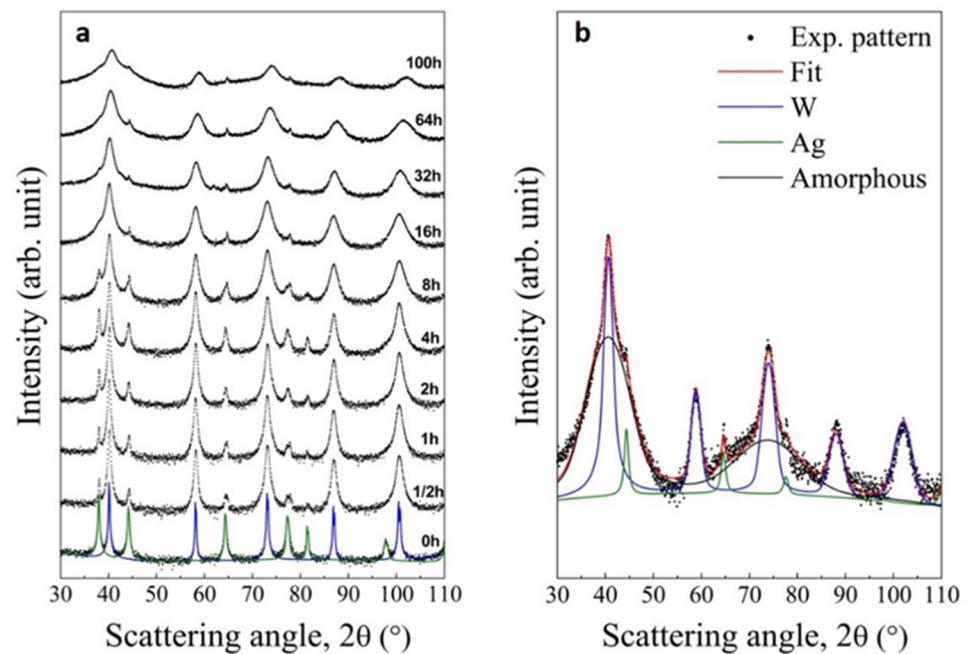 a
100h
64h
32h
16h
8h
4h
2h
1h
1/2h
0h
Intensity (arb. unit)
30 40 50 60 70 80 90 100 110
Scattering angle, 2θ (°)
b
Exp. pattern
Fit
W
Ag
Amorphous
Intensity (arb. unit)
30 40 50 60 70 80 90 100 110
Scattering angle, 2θ (°)